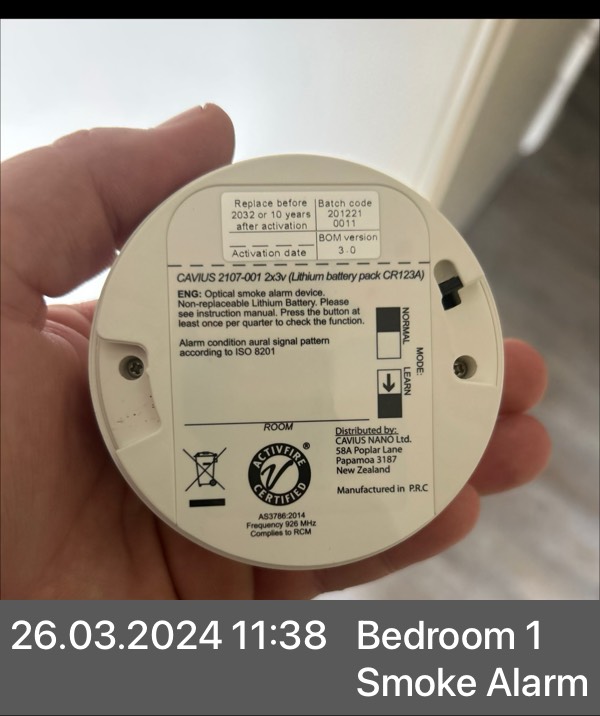 Replace before
2032 or 10 years
after activation
Activation date
Batch code
201221
0011
BOM version
3.0
CAVIUS 2107-001 2x3v (Lithium battery pack CR123A)
ENG: Optical smoke alarm device.
Non-replaceable Lithium Battery. Please
see instruction manual. Press the button at
least once per quarter to check the function.
Alarm condition aural signal pattern
according to ISO 8201
NORMAL
MODE:
LEARN
ROOM
ACTIVFIRE
®
CERTIFIED
AS3786:2014
Frequency 926 MHz
Complies to RCM
Distributed by:
CAVIUS NANO Ltd.
58A Poplar Lane
Papamoa 3187
New Zealand
Manufactured in P.R.C
26.03.2024 11:38
Bedroom 1
Smoke Alarm